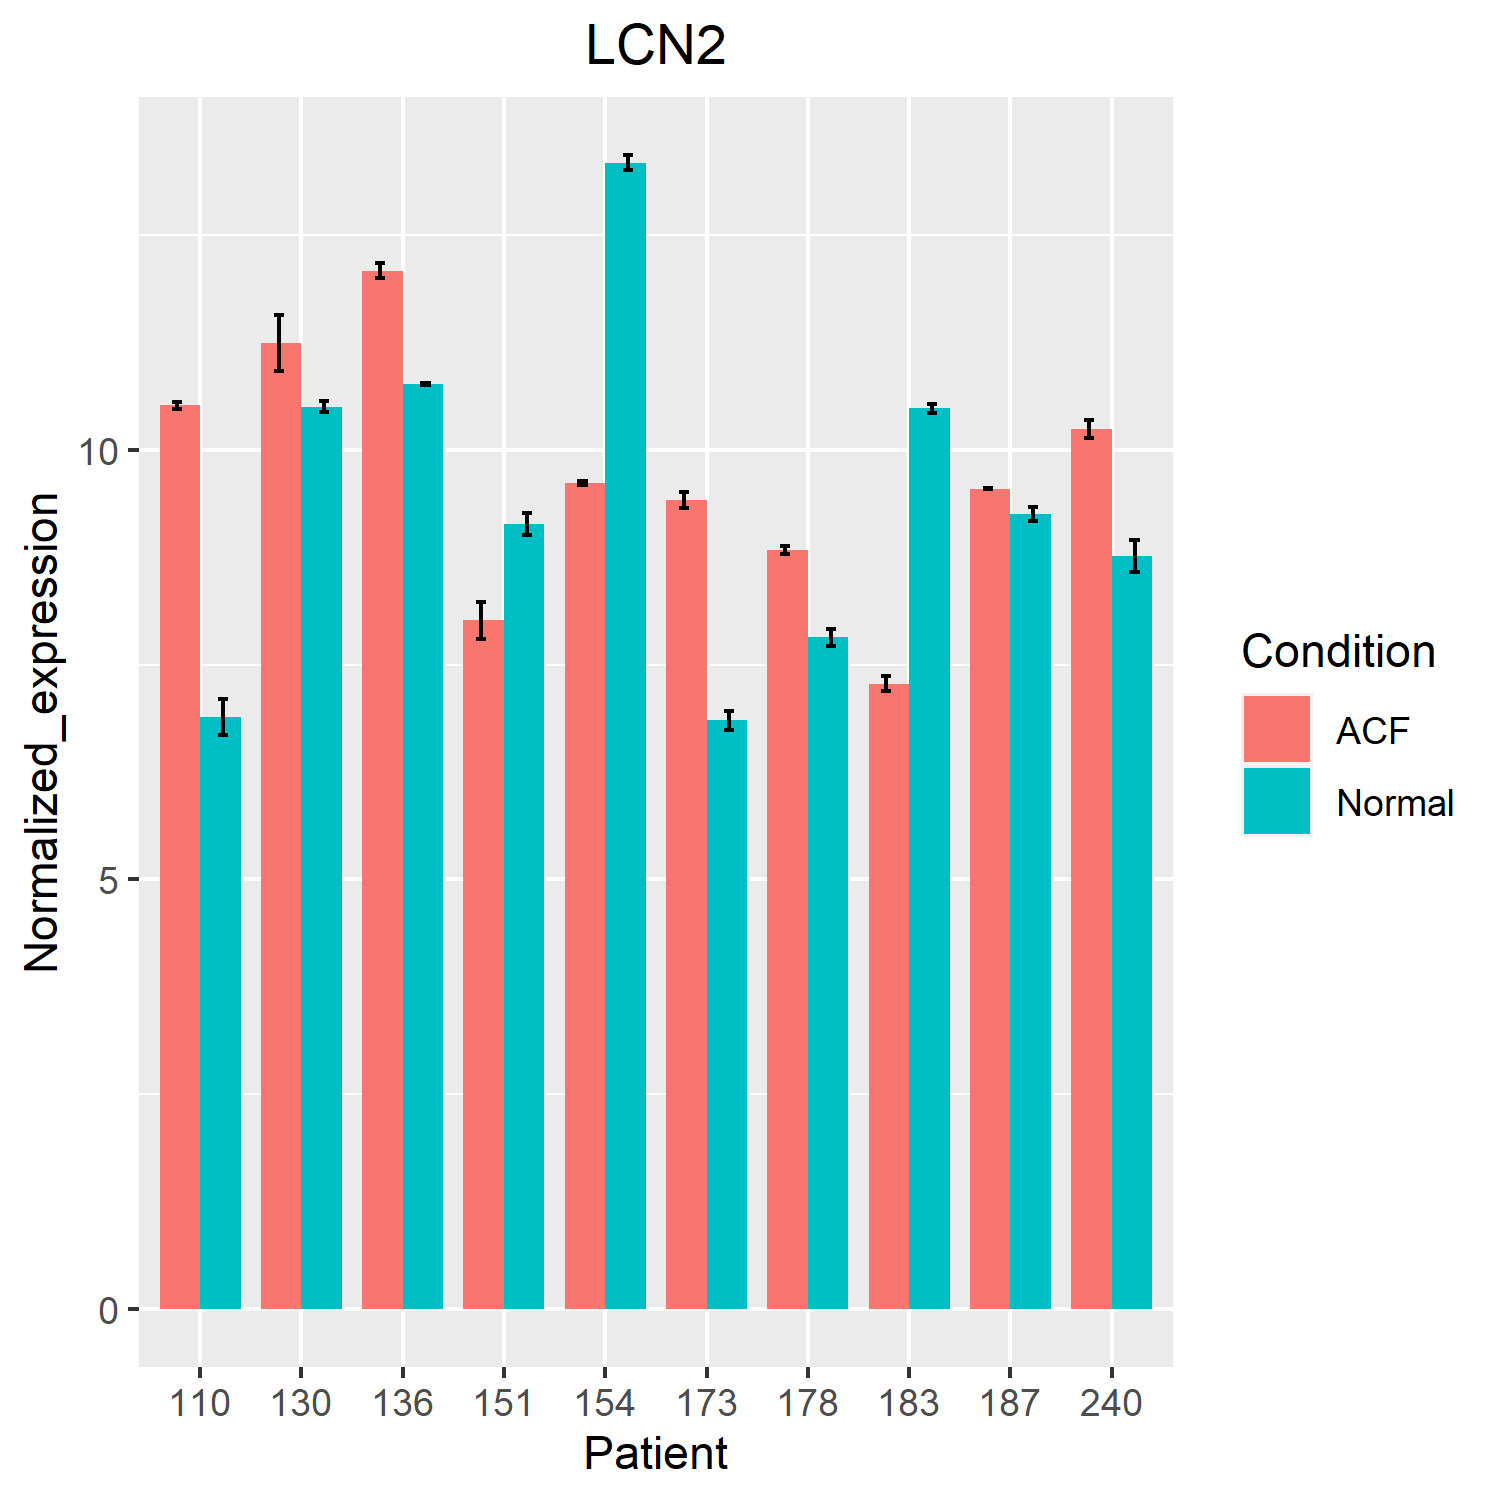 LCN2
Normalized_expression
10
5
0
110 130 136 151 154 173 178 183 187 240
Patient
Condition
ACF
Normal